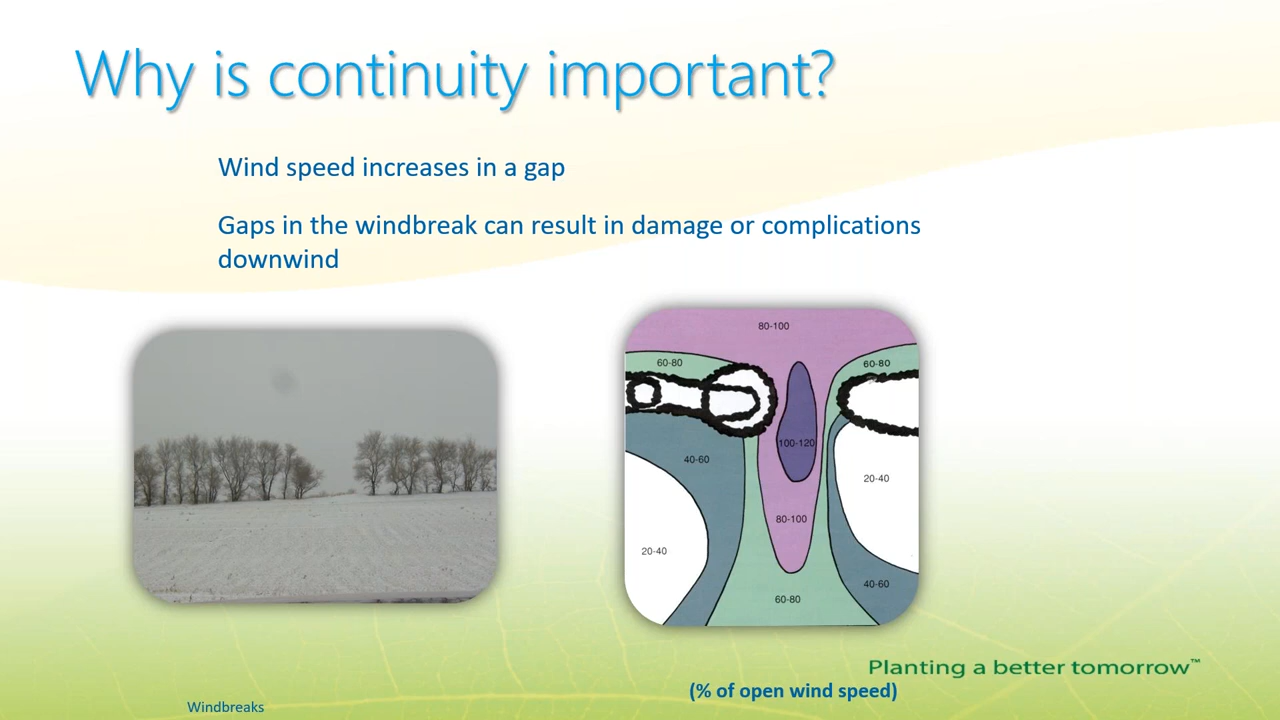 Why is continuity important?
Wind speed increases in a gap
Gaps in the windbreak can result in damage or complications
downwind
80-100
60-80
60-80
100-120
40-60
20-40
80-100
20-40
40-60
60-80
Planting a better tomorrow™
(% of open wind speed)
Windbreaks